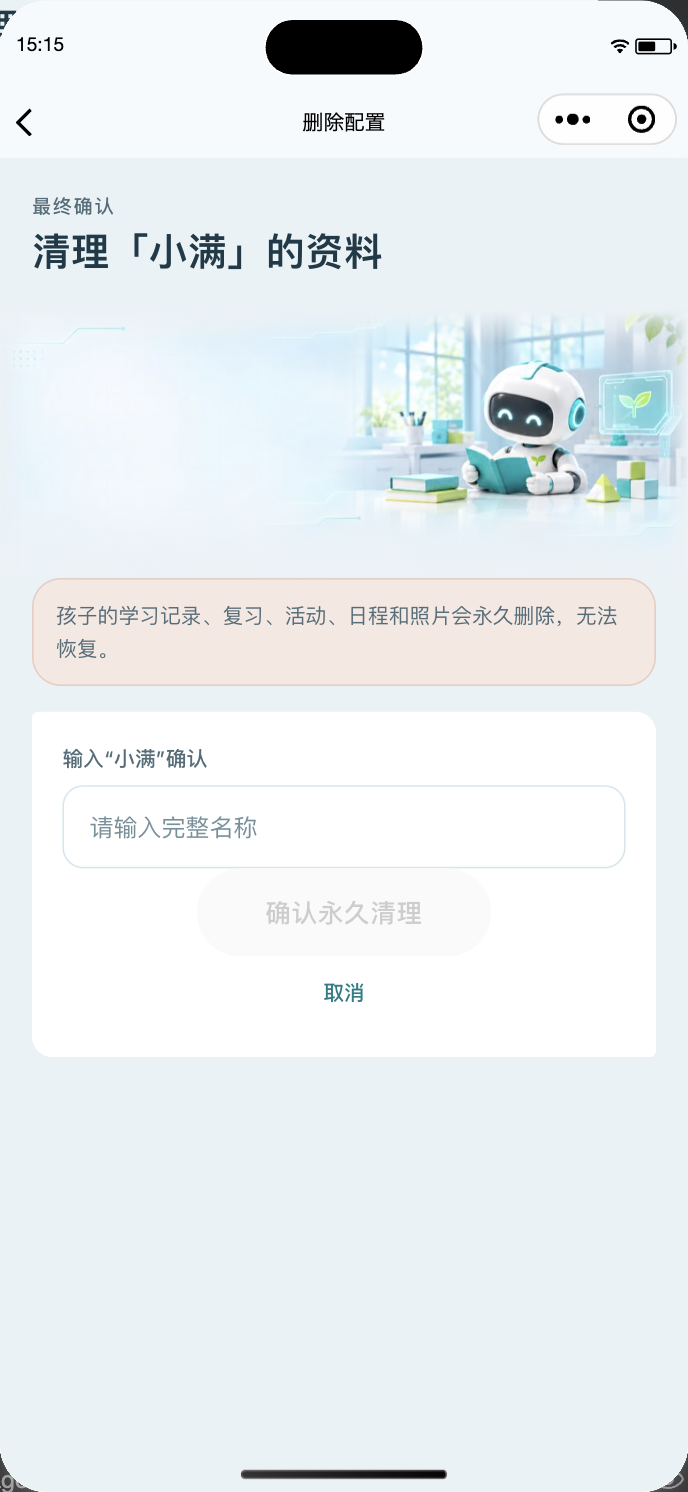 15:15
删除配置
最终确认
清理「小满」的资料
孩子的学习记录、复习、活动、日程和照片会永久删除，无法
恢复。
输入“小满”确认
请输入完整名称
确认永久清理
取消